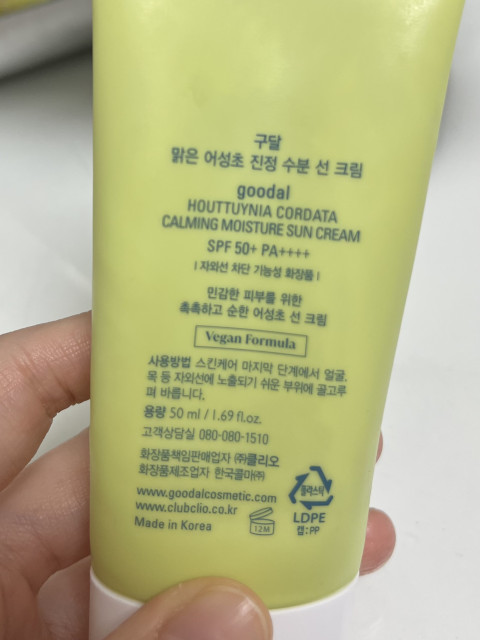 구달
맑은 어성초 진정 수분 선 크림
goodal
HOUTTUYNIA CORDATA
CALMING MOISTURE SUN CREAM
SPF 50+ PA++++
| 자외선 차단 기능성 화장품 |
민감한 피부를 위한
촉촉하고 순한 어성초 선 크림
Vegan Formula
사용방법 스킨케어 마지막 단계에서 얼굴,
목 등 자외선에 노출되기 쉬운 부위에 골고루
펴 바릅니다.
용량 50 ml / 1.69 fl.oz.
고객상담실 080-080-1510
화장품책임판매업자 ㈜클리오
화장품제조업자 한국콜마㈜
www.goodalcosmetic.com
www.clubclio.co.kr
Made in Korea
12M
플라스틱
LDPE
캡:PP